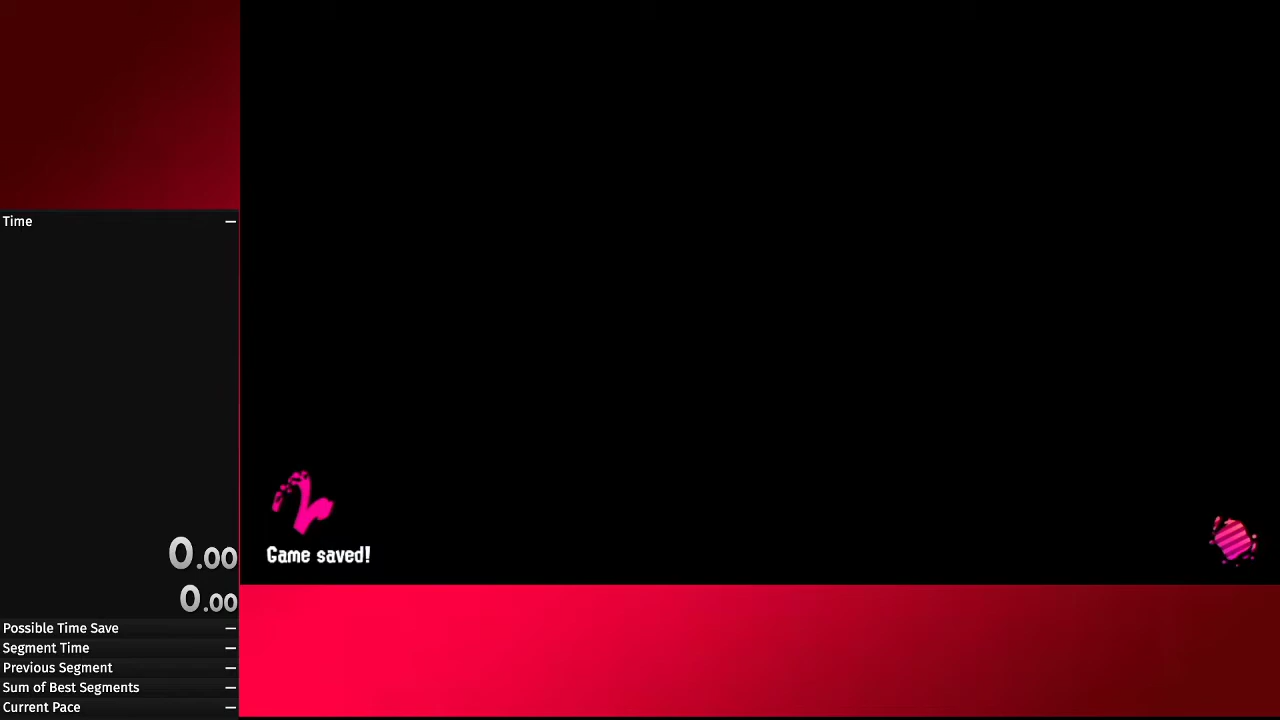 Time —
Game saved!
0.00
0.00
Possible Time Save —
Segment Time —
Previous Segment —
Sum of Best Segments —
Current Pace —